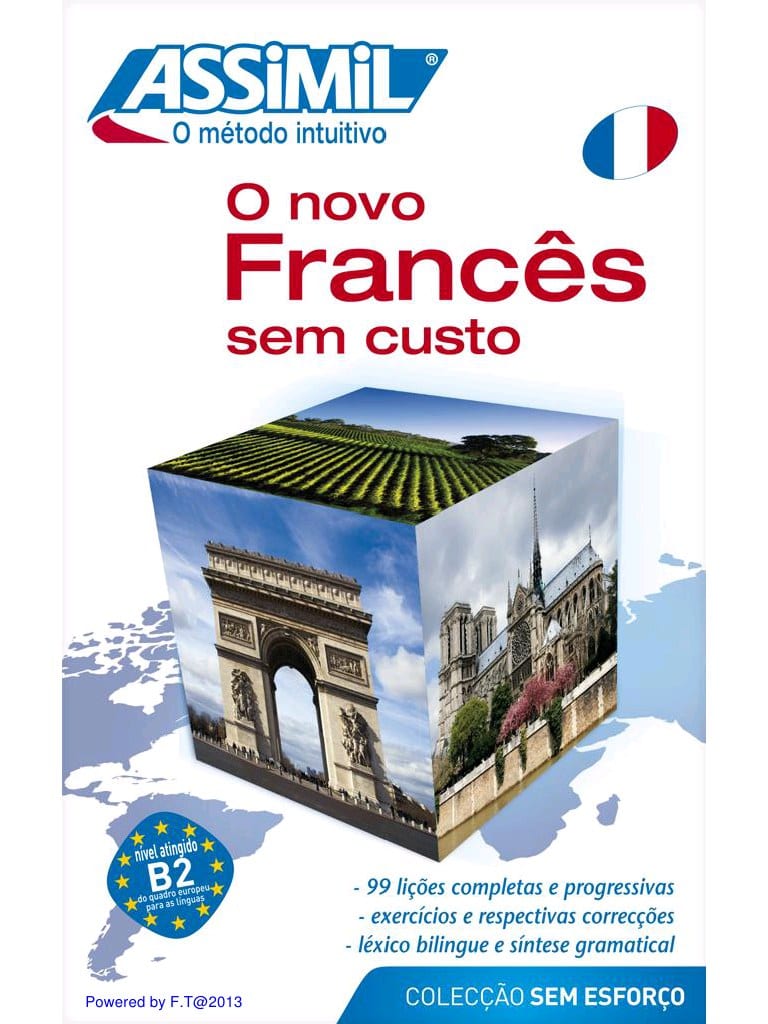 ASSiMiL®
O método intuitivo
O novo
Francês
sem custo
nível atingido
B2
do quadro europeu
para as línguas
- 99 lições completas e progressivas
- exercícios e respectivas correcções
- léxico bilingue e síntese gramatical
Powered by F.T@2013
COLECÇÃO SEM ESFORÇO